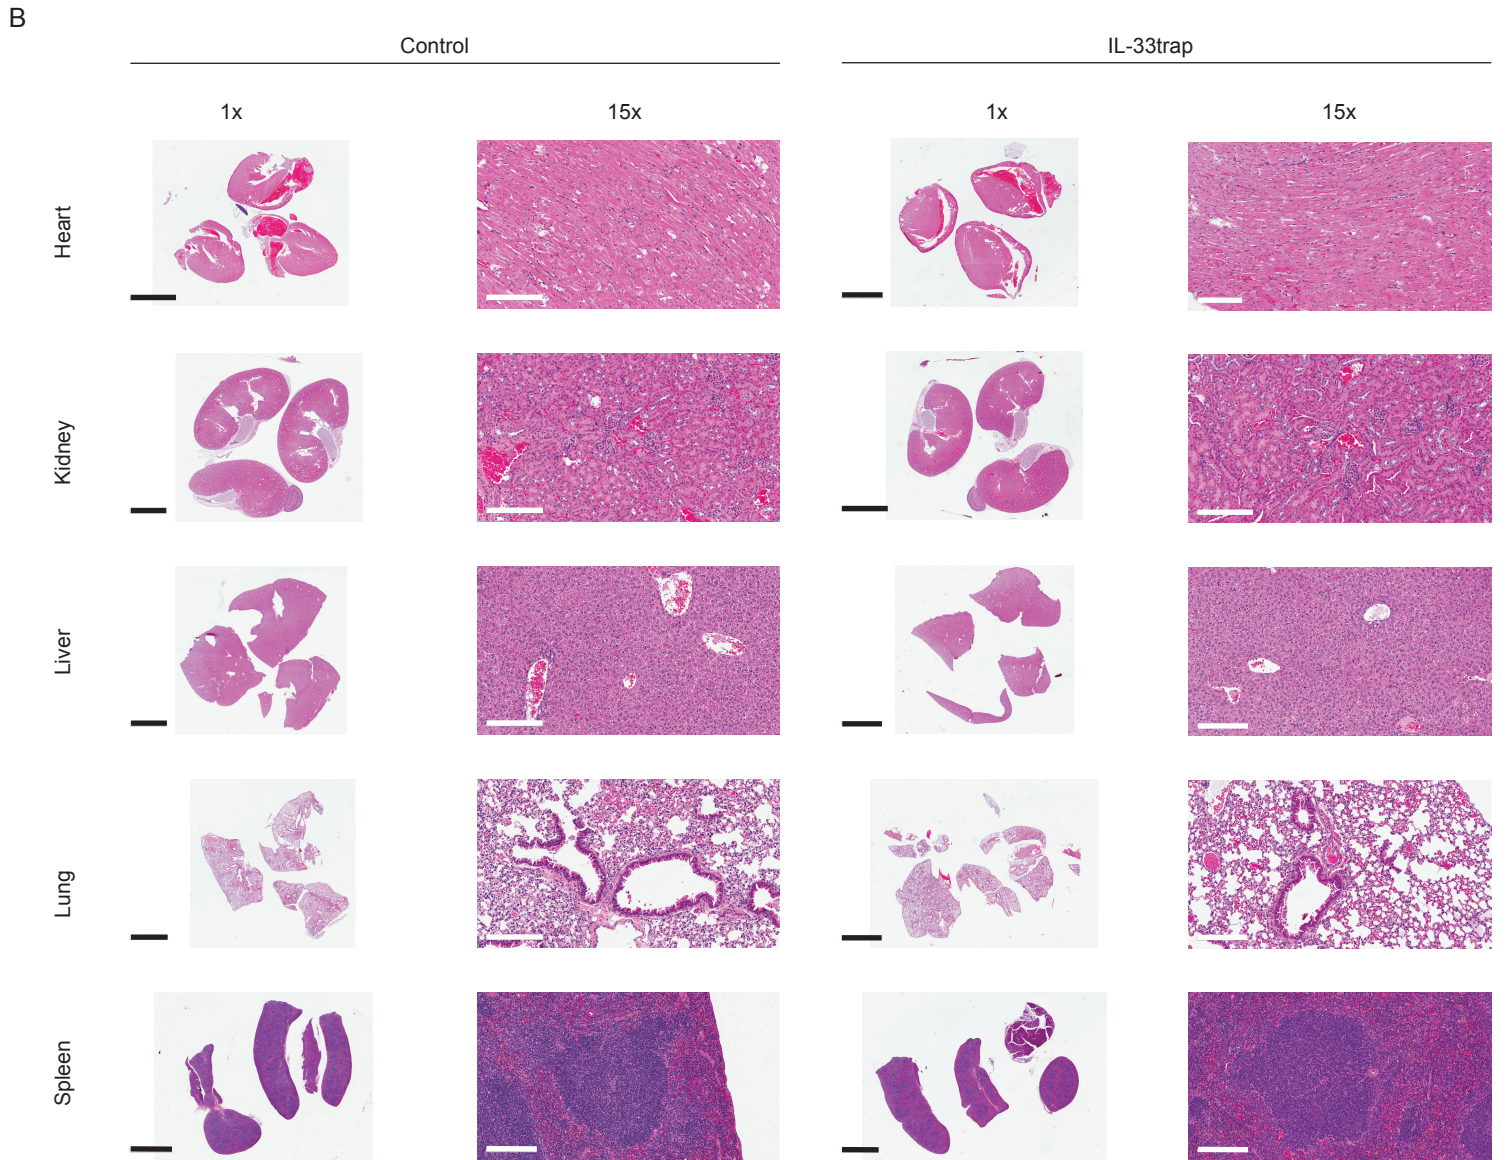 B
Control
IL-33trap
1x
15x
1x
15x
Heart
Kidney
Liver
Lung
Spleen